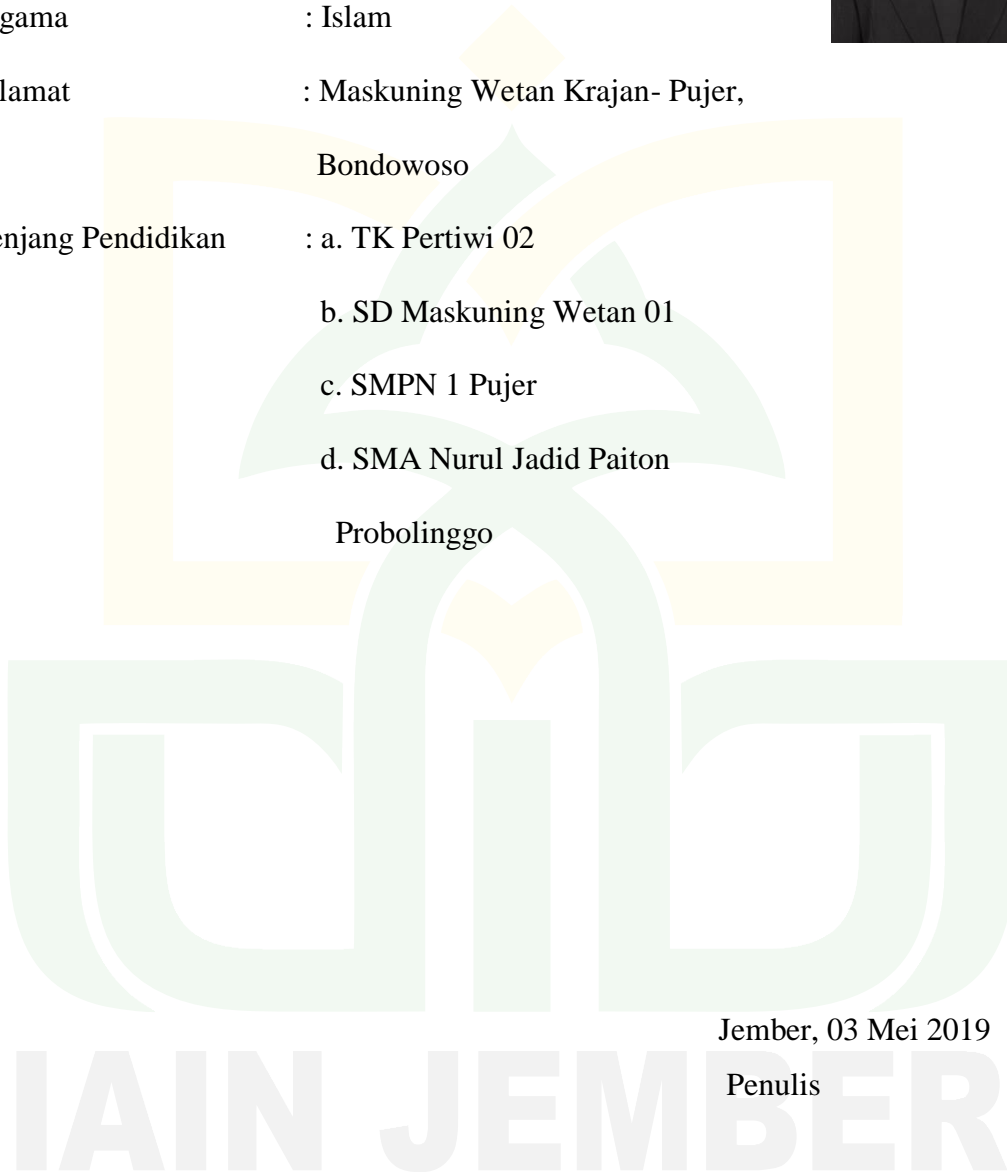 gama : Islam
lamat : Maskuning Wetan Krajan- Pujer,
Bondowoso
enjang Pendidikan : a. TK Pertiwi 02
b. SD Maskuning Wetan 01
c. SMPN 1 Pujer
d. SMA Nurul Jadid Paiton
Probolinggo
Jember, 03 Mei 2019
Penulis
IAIN JEMBER